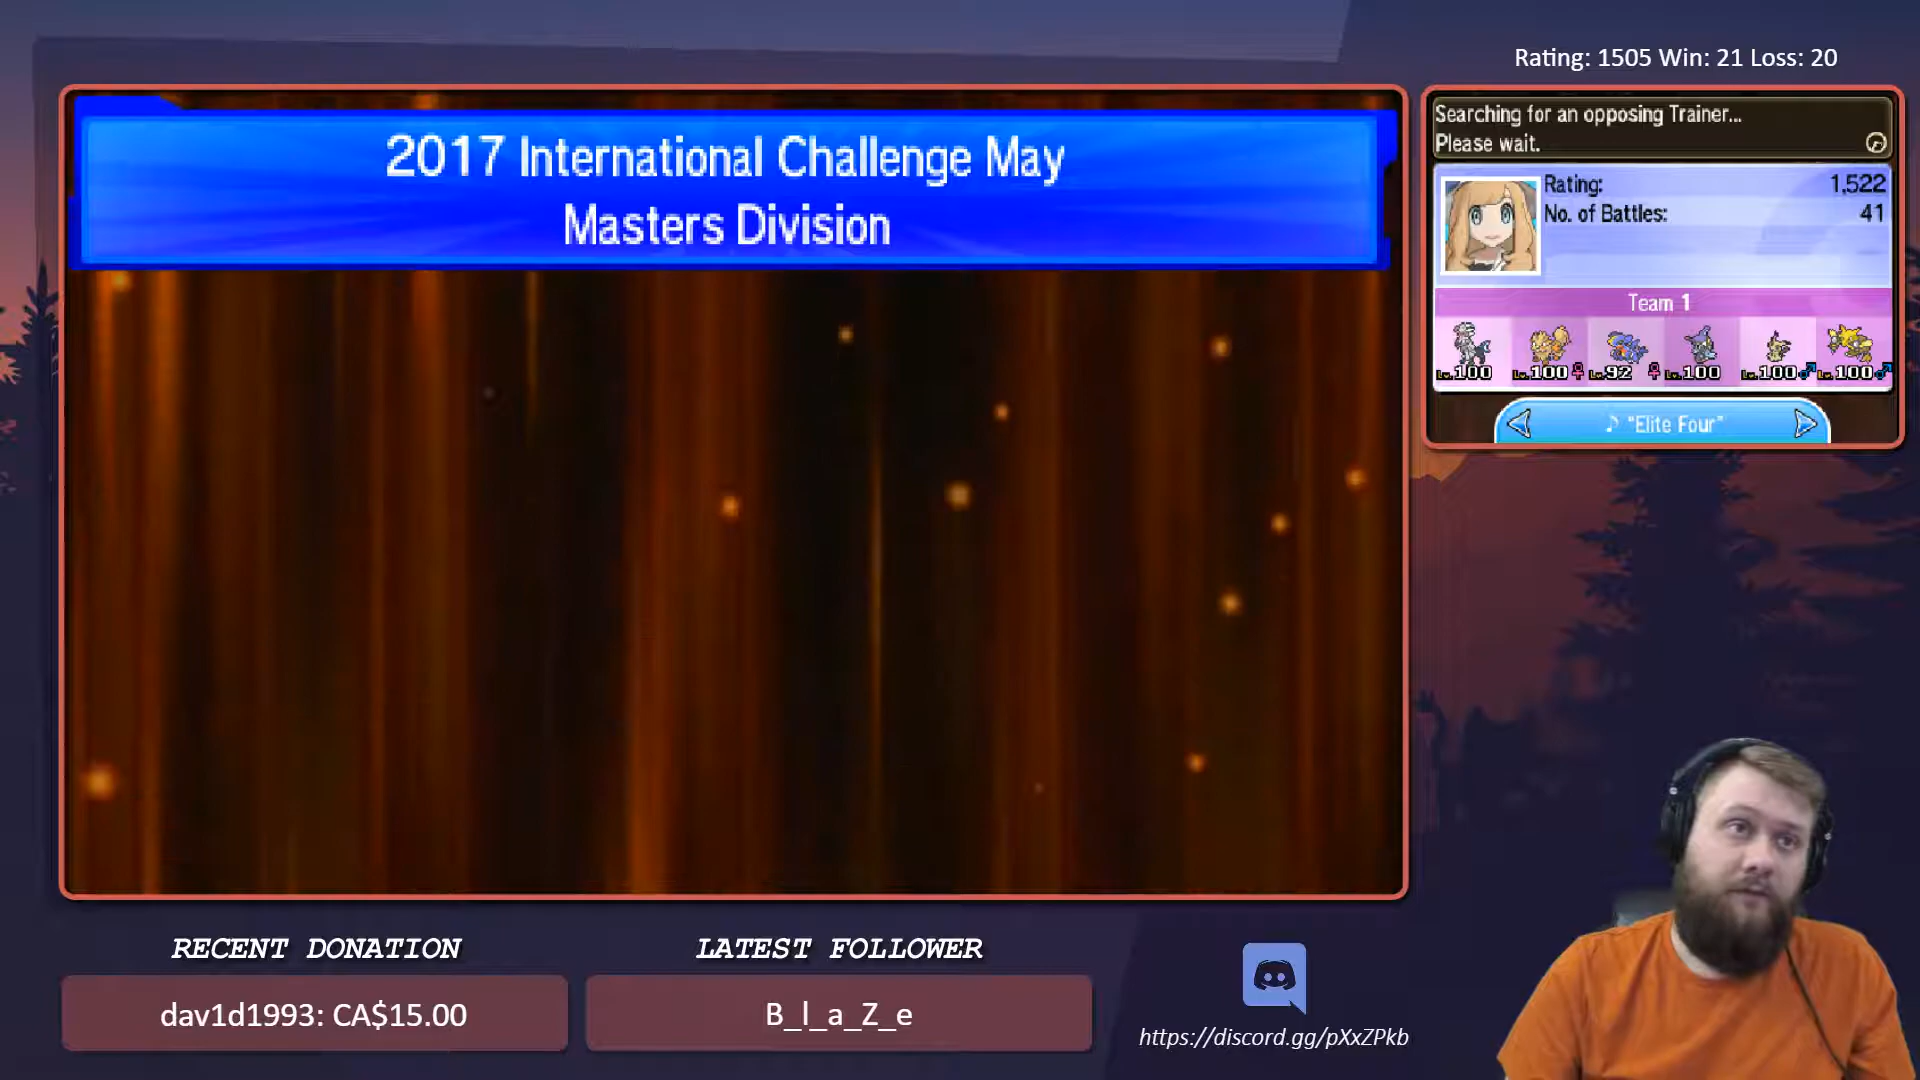 Rating: 1505 Win: 21 Loss: 20
2017 International Challenge May
Masters Division
Searching for an opposing Trainer...
Please wait.
Rating: 1,522
No. of Battles: 41
Team 1
Lv.100 Lv.100♀ Lv.92 ♀ Lv.100 Lv.100♂ Lv.100♂
♪ "Elite Four"
RECENT DONATION
dav1d1993: CA$15.00
LATEST FOLLOWER
B_l_a_Z_e
https://discord.gg/pXxZPkb